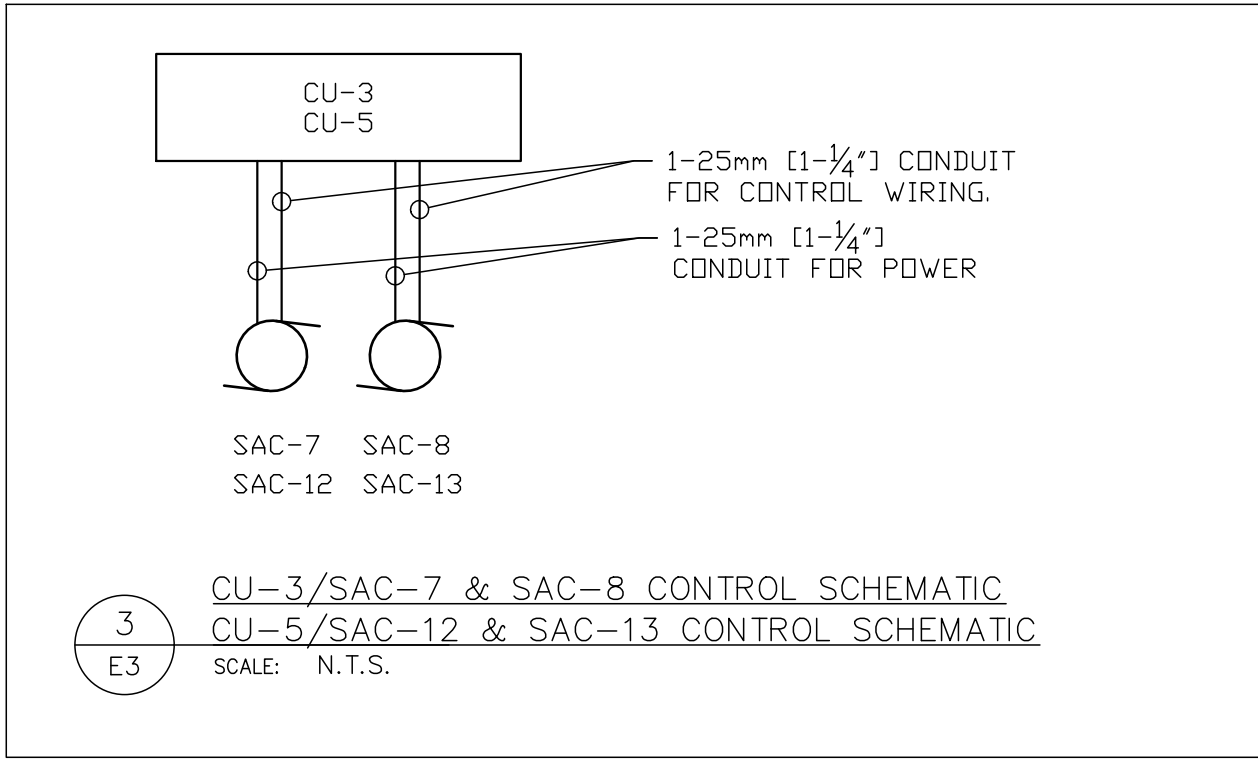 CU-3
CU-5
1-25mm [1-1/4"] CONDUIT
FOR CONTROL WIRING.
1-25mm [1-1/4"]
CONDUIT FOR POWER
SAC-7 SAC-8
SAC-12 SAC-13
CU-3/SAC-7 & SAC-8 CONTROL SCHEMATIC
3
CU-5/SAC-12 & SAC-13 CONTROL SCHEMATIC
E3
SCALE: N.T.S.